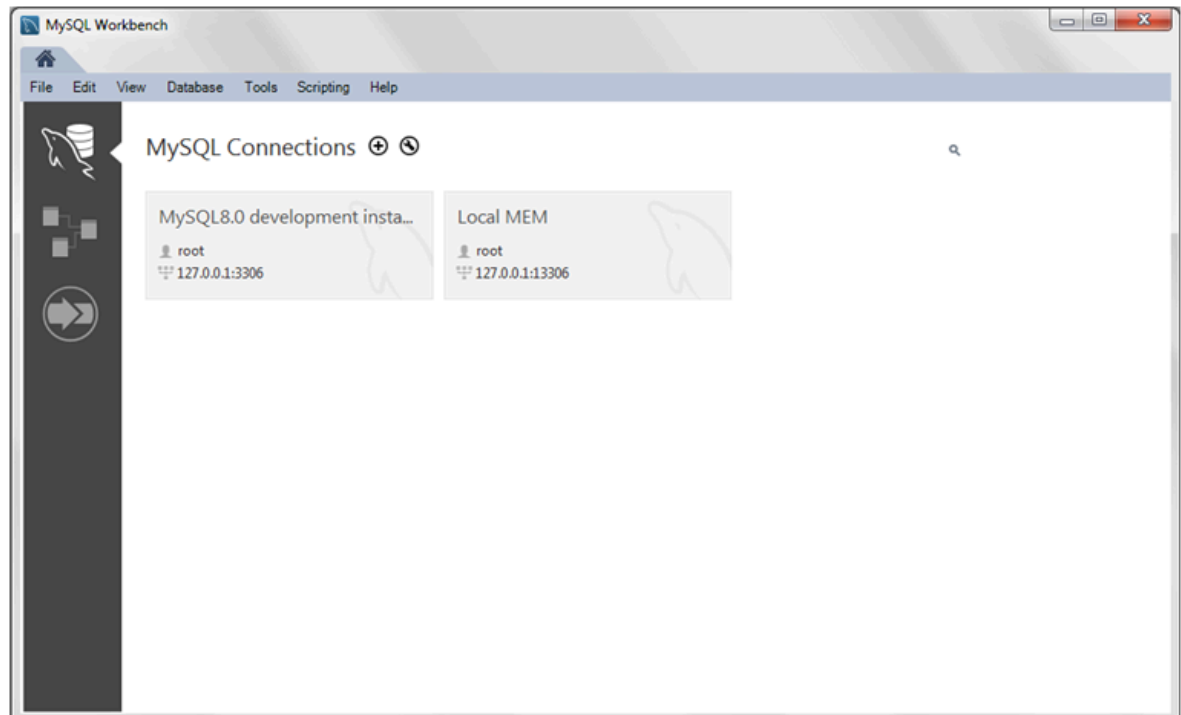 MySQL Workbench
File Edit View Database Tools Scripting Help
MySQL Connections
MySQL8.0 development insta...
root
127.0.0.1:3306
Local MEM
root
127.0.0.1:13306